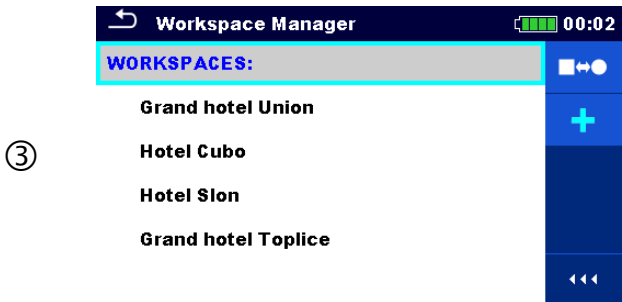 Workspace Manager 00:02
WORKSPACES:
Grand hotel Union
③
Hotel Cubo
Hotel Slon
Grand hotel Toplice